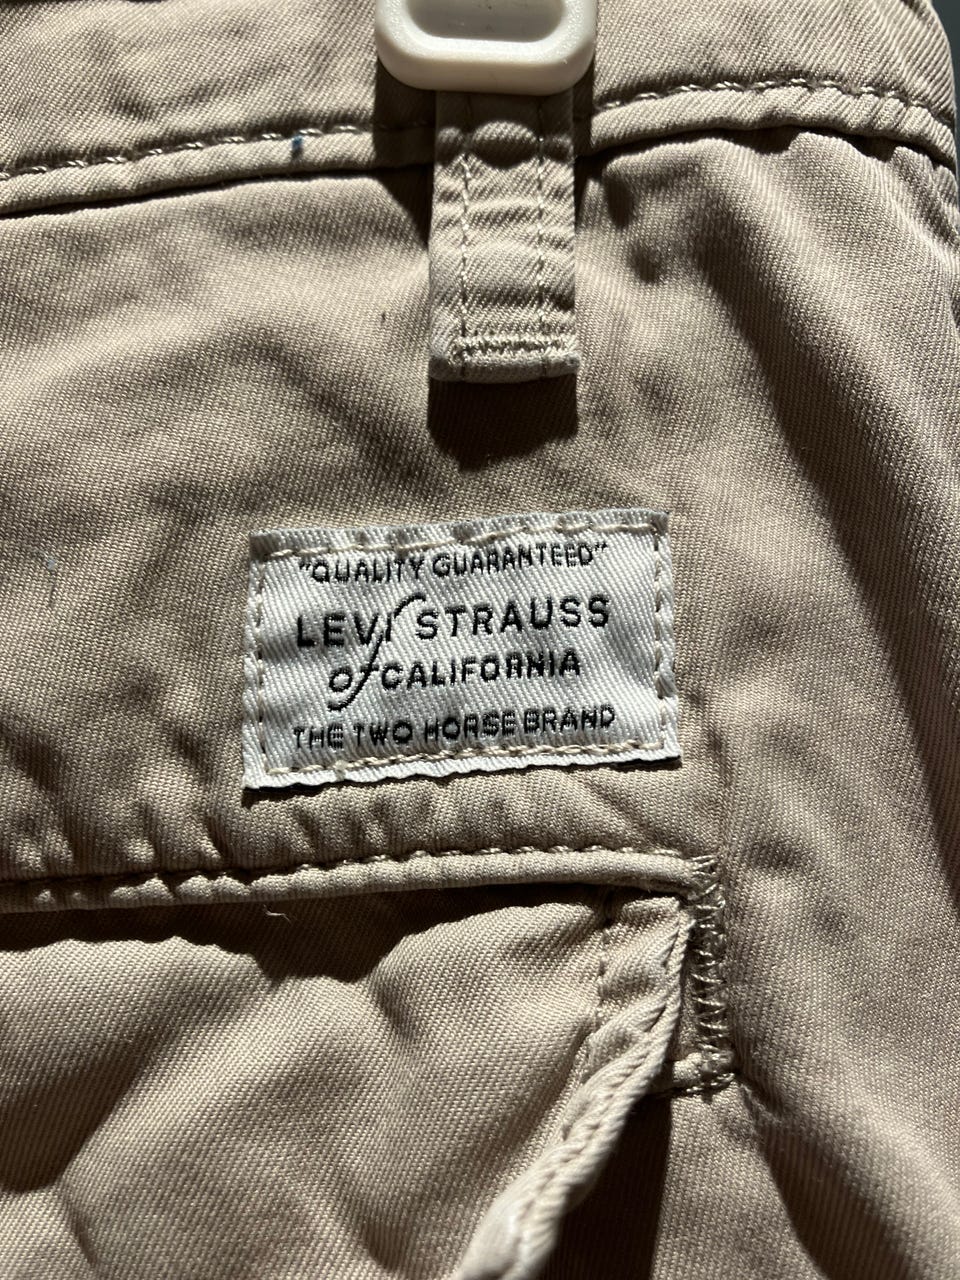 "QUALITY GUARANTEED"
LEVI STRAUSS
of CALIFORNIA
THE TWO HORSE BRAND